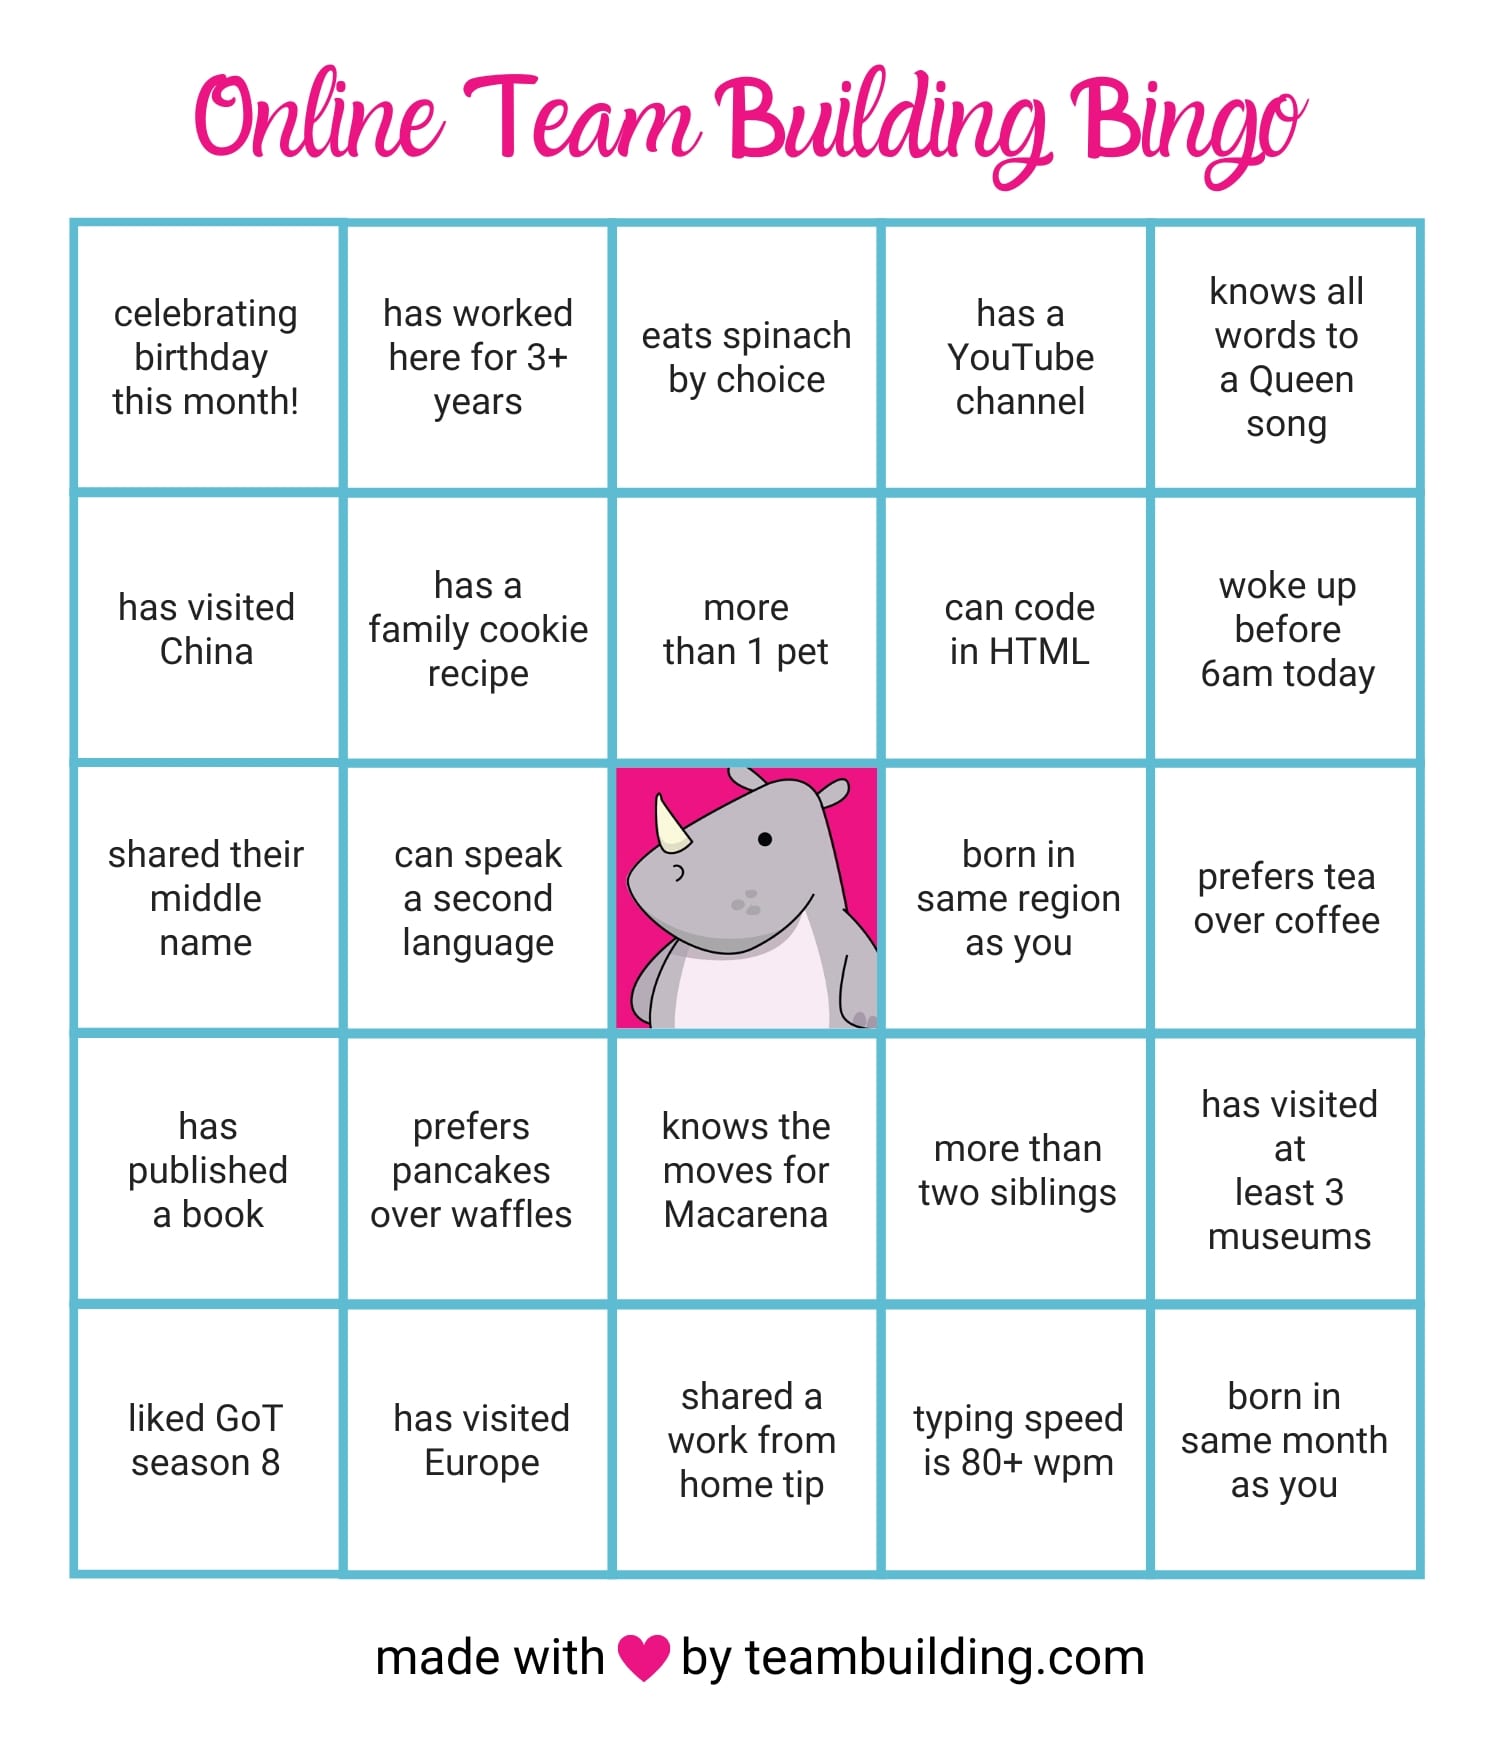 Online Team Building Bingo
celebrating
birthday
this month!
has worked
here for 3+
years
eats spinach
by choice
has a
YouTube
channel
knows all
words to
a Queen
song
has visited
China
has a
family cookie
recipe
more
than 1 pet
can code
in HTML
woke up
before
6am today
shared their
middle
name
can speak
a second
language
born in
same region
as you
prefers tea
over coffee
has
published
a book
prefers
pancakes
over waffles
knows the
moves for
Macarena
more than
two siblings
has visited
at
least 3
museums
liked GoT
season 8
has visited
Europe
shared a
work from
home tip
typing speed
is 80+ wpm
born in
same month
as you
made with by teambuilding.com